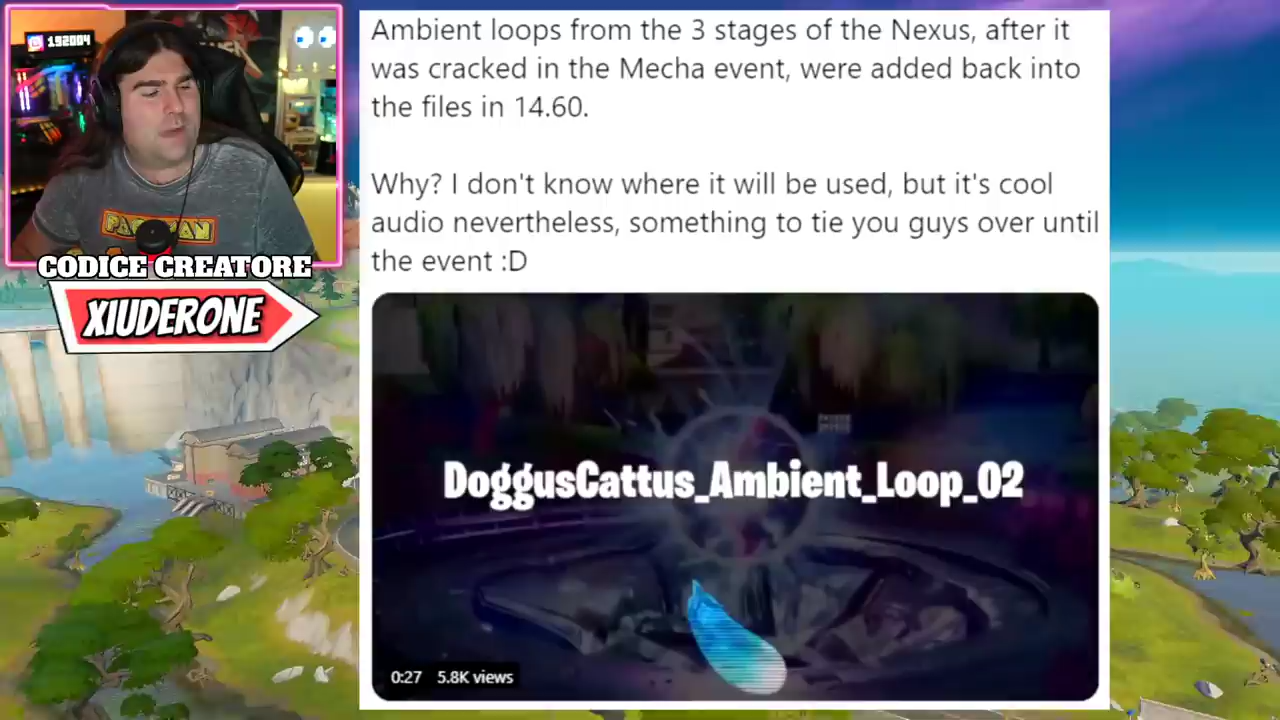 192004
Ambient loops from the 3 stages of the Nexus, after it
was cracked in the Mecha event, were added back into
the files in 14.60.
Why? I don't know where it will be used, but it's cool
audio nevertheless, something to tie you guys over until
the event :D
PAC-MAN
CODICE CREATORE
XIUDERONE
DoggusCattus_Ambient_Loop_02
0:27 5.8K views